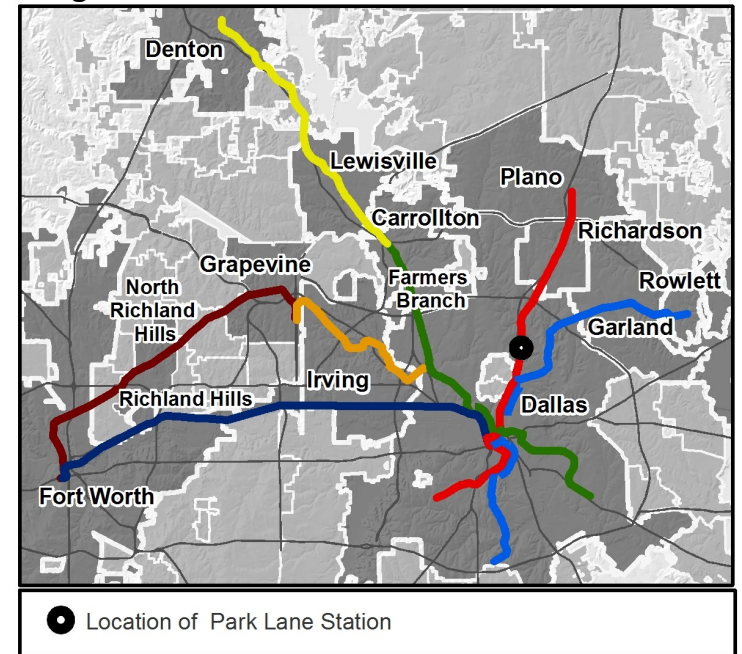 Denton
Lewisville
Plano
Carrollton
Richardson
Grapevine
Farmers
Branch
Rowlett
North
Richland
Hills
Garland
Irving
Richland Hills
Dallas
Fort Worth
Location of Park Lane Station